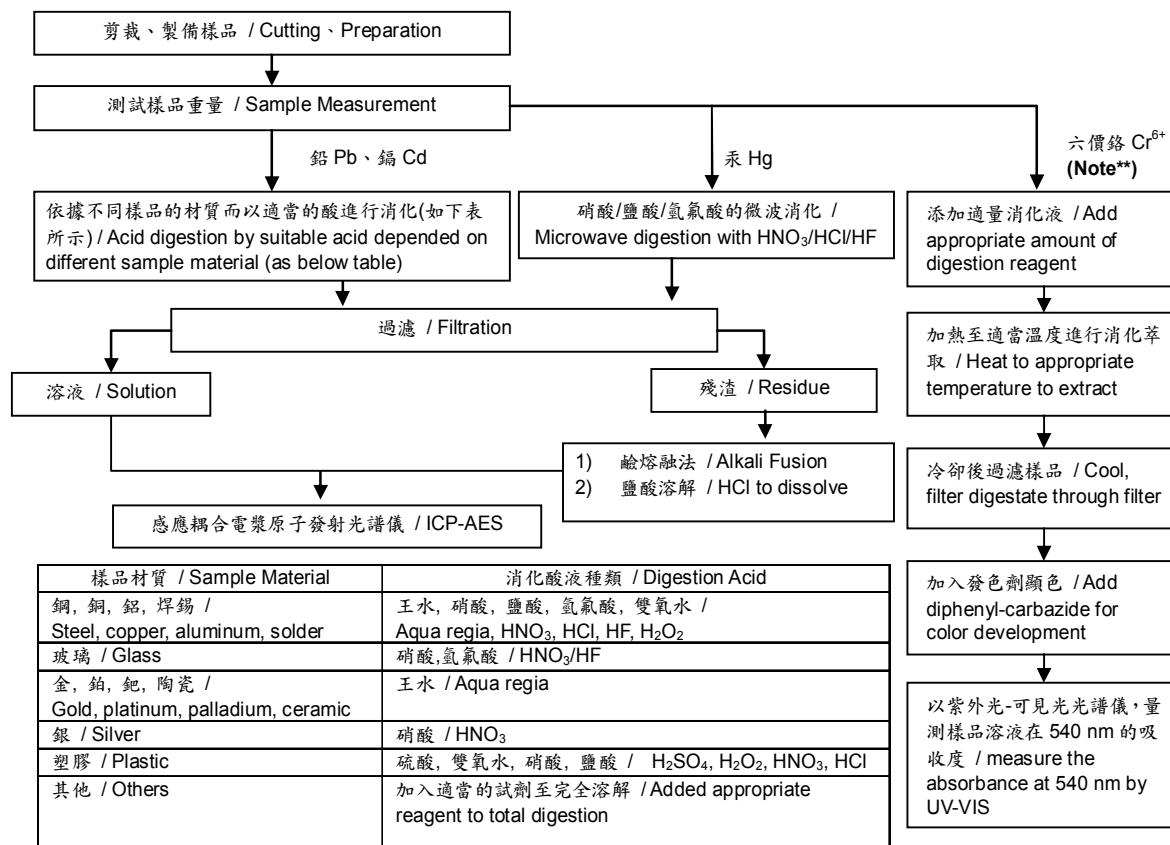 剪裁、製備樣品 / Cutting、Preparation
測試樣品重量 / Sample Measurement
鉛 Pb、鎘 Cd
汞 Hg
六價鉻 Cr⁶⁺
(Note**)
依據不同樣品的材質而以適當的酸進行消化(如下表
所示) / Acid digestion by suitable acid depended on
different sample material (as below table)
硝酸/鹽酸/氫氟酸的微波消化 /
Microwave digestion with HNO₃/HCl/HF
添加適量消化液 / Add
appropriate amount of
digestion reagent
過濾 / Filtration
加熱至適當溫度進行消化萃
取 / Heat to appropriate
temperature to extract
溶液 / Solution
殘渣 / Residue
1) 鹼熔融法 / Alkali Fusion
2) 鹽酸溶解 / HCl to dissolve
冷卻後過濾樣品 / Cool,
filter digestate through filter
感應耦合電漿原子發射光譜儀 / ICP-AES
加入發色劑顯色 / Add
diphenyl-carbazide for
color development
以紫外光-可見光光譜儀，量
測樣品溶液在 540 nm 的吸
收度 / measure the
absorbance at 540 nm by
UV-VIS
樣品材質 / Sample Material 消化酸液種類 / Digestion Acid
鋼, 銅, 鋁, 焊錫 / 王水, 硝酸, 鹽酸, 氫氟酸, 雙氧水 /
Steel, copper, aluminum, solder Aqua regia, HNO₃, HCl, HF, H₂O₂
玻璃 / Glass 硝酸,氫氟酸 / HNO₃/HF
金, 鉑, 鈀, 陶瓷 / 王水 / Aqua regia
Gold, platinum, palladium, ceramic
銀 / Silver 硝酸 / HNO₃
塑膠 / Plastic 硫酸, 雙氧水, 硝酸, 鹽酸 / H₂SO₄, H₂O₂, HNO₃, HCl
其他 / Others 加入適當的試劑至完全溶解 / Added appropriate
reagent to total digestion